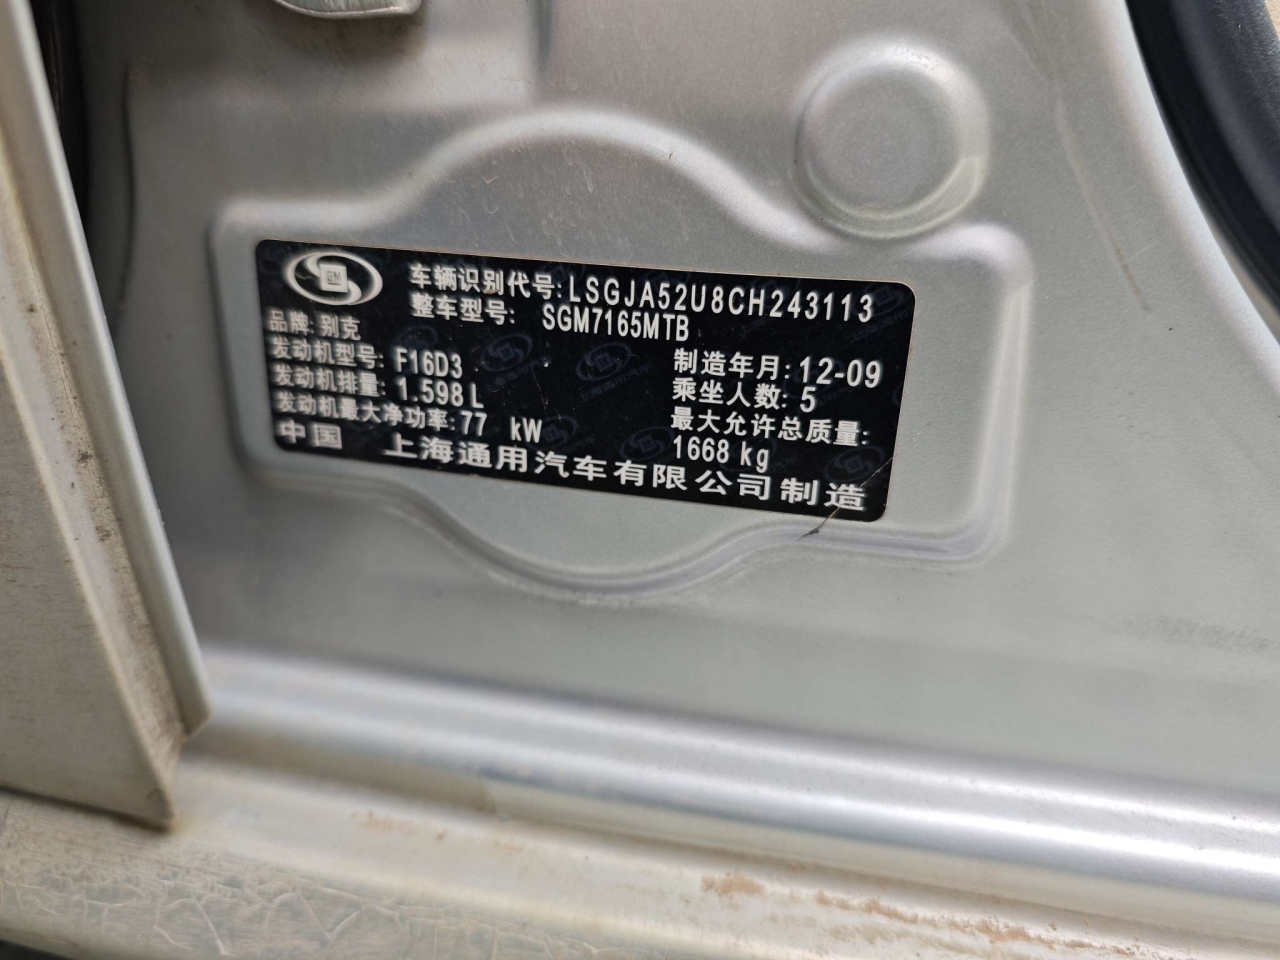 GM
车辆识别代号:LSGJA52U8CH243113
整车型号: SGM7165MTB
品牌: 别克
发动机型号: F16D3
制造年月: 12-09
发动机排量: 1.598 L
乘坐人数: 5
发动机最大净功率: 77 kW
最大允许总质量:
1668 kg
中国 上海通用汽车有限公司制造